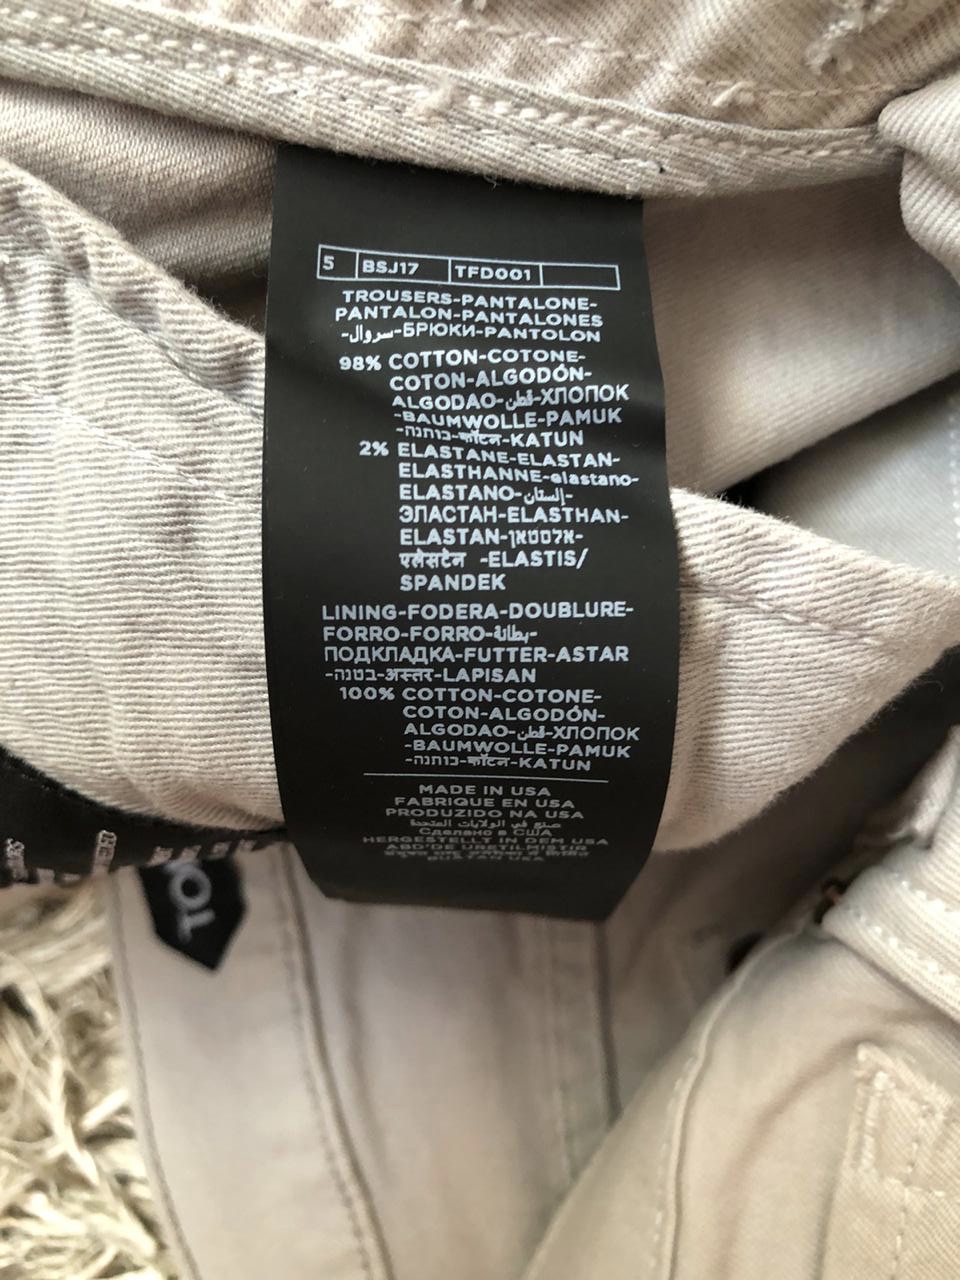 5 BSJ17 TFD001
TROUSERS-PANTALONE-
PANTALON-PANTALONES
-سروال-БРЮКИ-PANTOLON
98% COTTON-COTONE-
COTON-ALGODÓN-
ALGODAO-قطن-ХЛОПОК
-BAUMWOLLE-PAMUK
-כותנה-कॉटन-KATUN
2% ELASTANE-ELASTAN-
ELASTHANNE-elastano-
ELASTANO-إلستان-
ЭЛАСТАН-ELASTHAN-
ELASTAN-אלסטאן-
एलेसटेन -ELASTIS/
SPANDEK
LINING-FODERA-DOUBLURE-
FORRO-FORRO-بطانة-
ПОДКЛАДКА-FUTTER-ASTAR
-בטנה-अस्तर-LAPISAN
100% COTTON-COTONE-
COTON-ALGODÓN-
ALGODAO-قطن-ХЛОПОК
-BAUMWOLLE-PAMUK
-כותנה-कॉटन-KATUN
MADE IN USA
FABRIQUE EN USA
PRODUZIDO NA USA
صنع في الولايات المتحدة
Сделано в США
HERGESTELLT IN DEM USA
ABD'DE URETILMISTIR
BUATAN USA
TOM